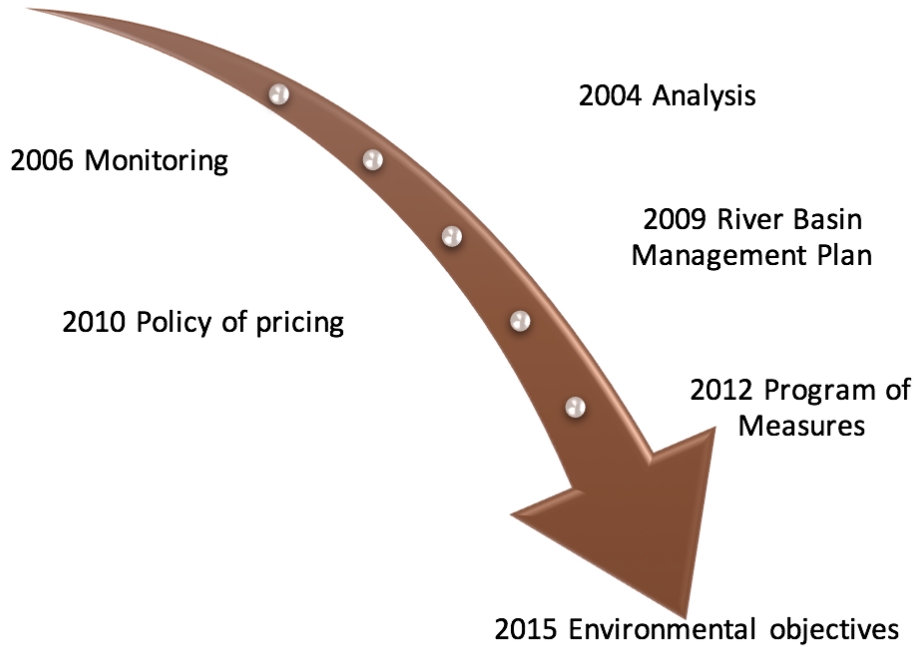 2004 Analysis
2006 Monitoring
2009 River Basin
Management Plan
2010 Policy of pricing
2012 Program of
Measures
2015 Environmental objectives